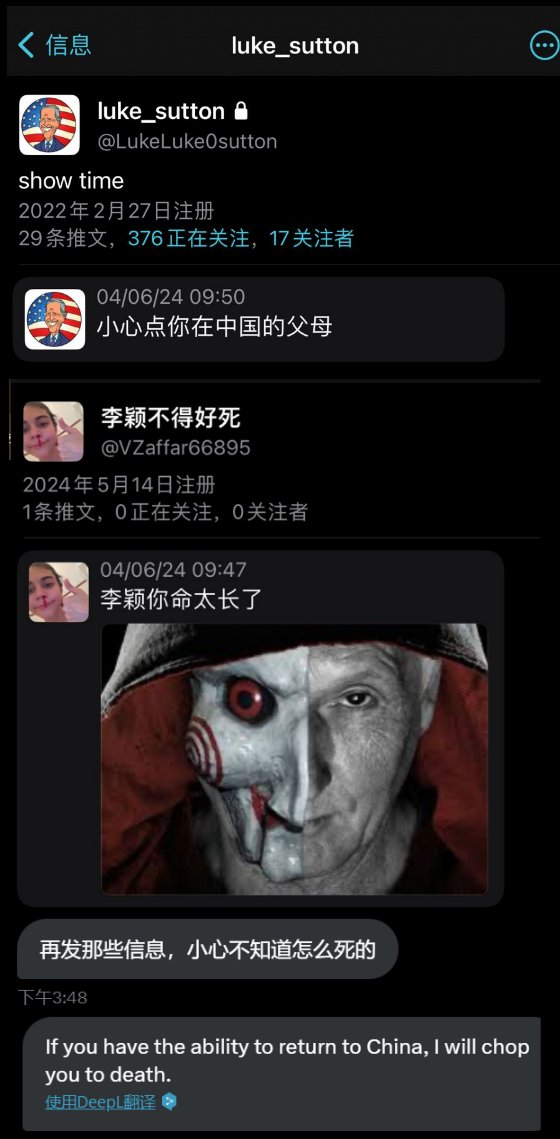 信息
luke_sutton
luke_sutton
@LukeLuke0sutton
show time
2022年2月27日注册
29条推文，376正在关注，17关注者
04/06/24 09:50
小心点你在中国的父母
李颖不得好死
@VZaffar66895
2024年5月14日注册
1条推文，0正在关注，0关注者
04/06/24 09:47
李颖你命太长了
再发那些信息，小心不知道怎么死的
下午3:48
If you have the ability to return to China, I will chop
you to death.
使用DeepL翻译